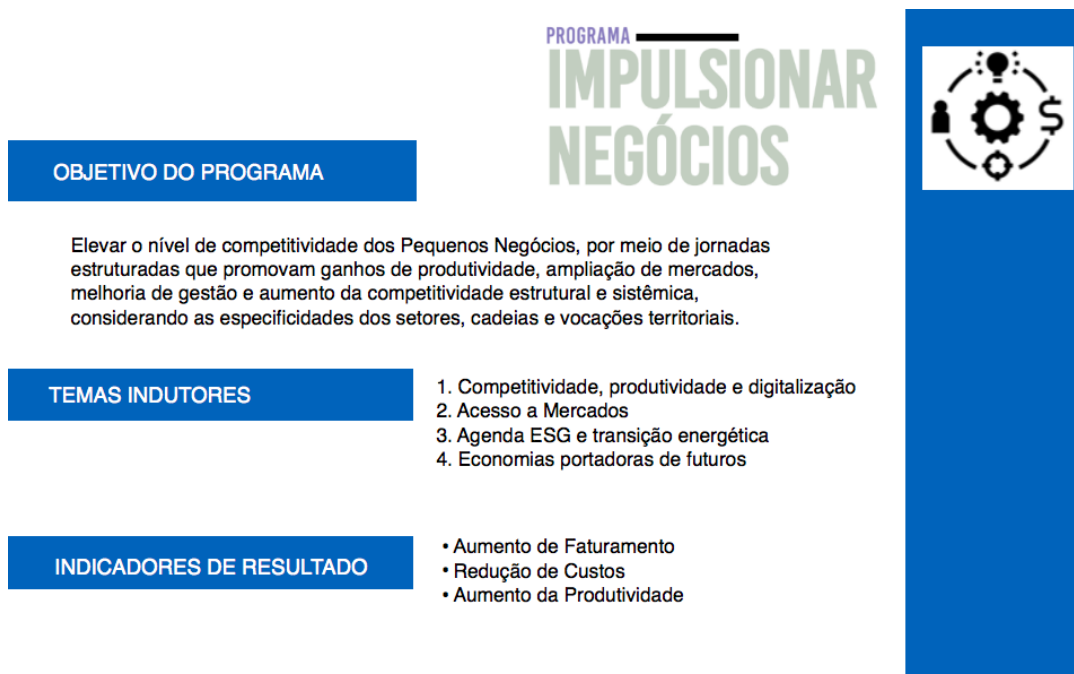 PROGRAMA
IMPULSIONAR
NEGÓCIOS
OBJETIVO DO PROGRAMA
Elevar o nível de competitividade dos Pequenos Negócios, por meio de jornadas
estruturadas que promovam ganhos de produtividade, ampliação de mercados,
melhoria de gestão e aumento da competitividade estrutural e sistêmica,
considerando as especificidades dos setores, cadeias e vocações territoriais.
TEMAS INDUTORES
1. Competitividade, produtividade e digitalização
2. Acesso a Mercados
3. Agenda ESG e transição energética
4. Economias portadoras de futuros
INDICADORES DE RESULTADO
• Aumento de Faturamento
• Redução de Custos
• Aumento da Produtividade